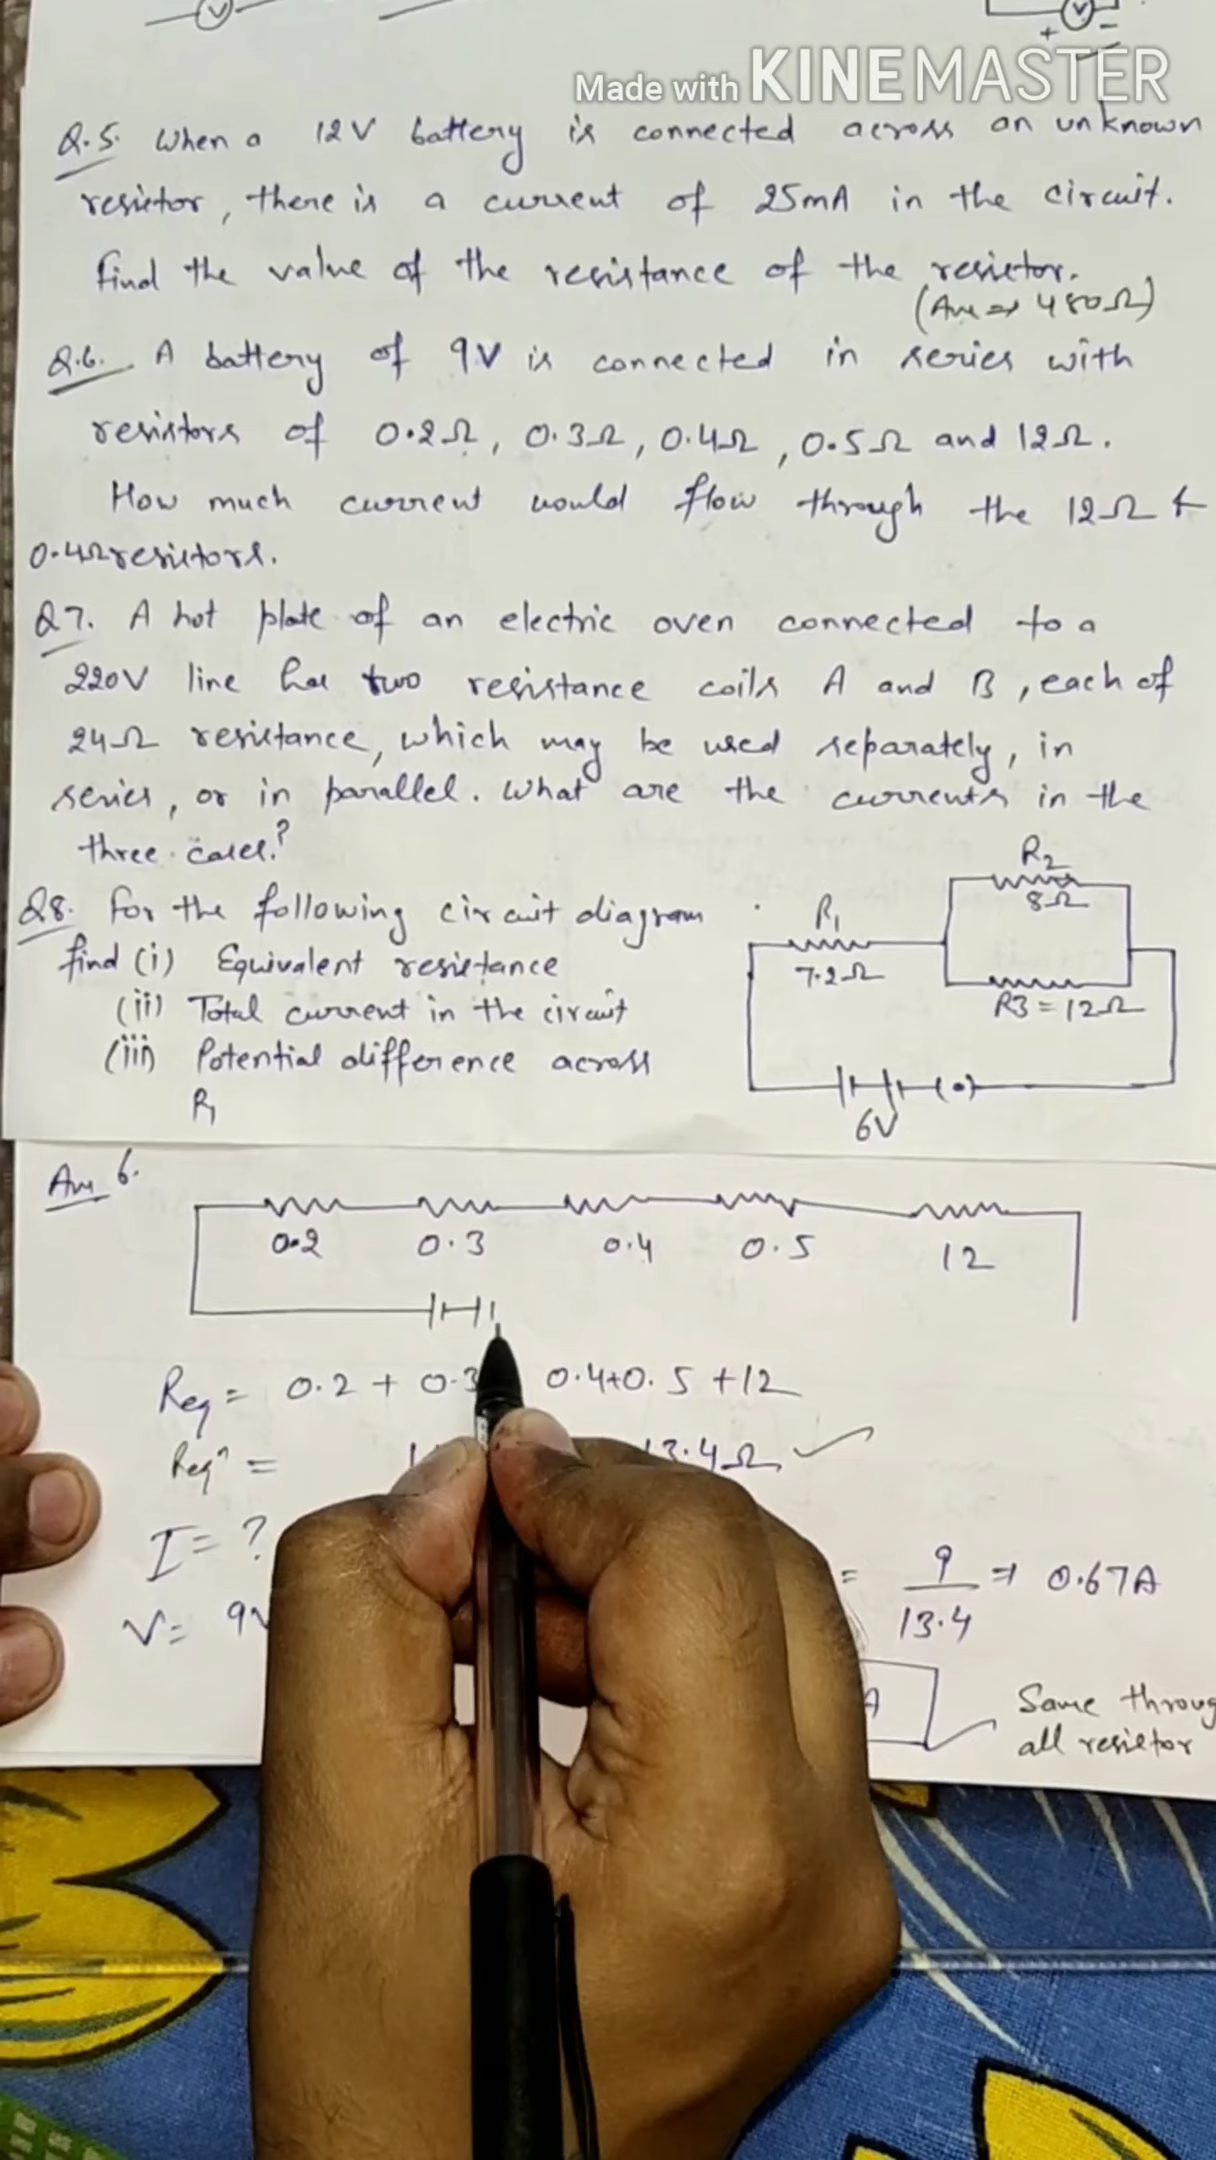 V
V
+ −
Made with KINEMASTER
Q.5. When a 12V battery is connected across an unknown
resistor, there is a current of 25mA in the circuit.
Find the value of the resistance of the resistor.
(Ans ⇒ 480Ω)
Q.6. A battery of 9V is connected in series with
resistors of 0.2Ω, 0.3Ω, 0.4Ω, 0.5Ω and 12Ω.
How much current would flow through the 12Ω &
0.4Ω resistors.
Q7. A hot plate of an electric oven connected to a
220V line has two resistance coils A and B, each of
24Ω resistance, which may be used separately, in
series, or in parallel. What are the currents in the
three cases?
Q8. For the following circuit diagram
find (i) Equivalent resistance
(ii) Total current in the circuit
(iii) Potential difference across
R1
R2
8Ω
R1
7.2Ω
R3 = 12Ω
6V
Ans 6.
0.2 0.3 0.4 0.5 12
Req = 0.2 + 0.3 0.4+0.5 +12
Req = 13.4Ω
I = ?
= 9/13.4 ⇒ 0.67A
V = 9V
A
Same throug
all resistor